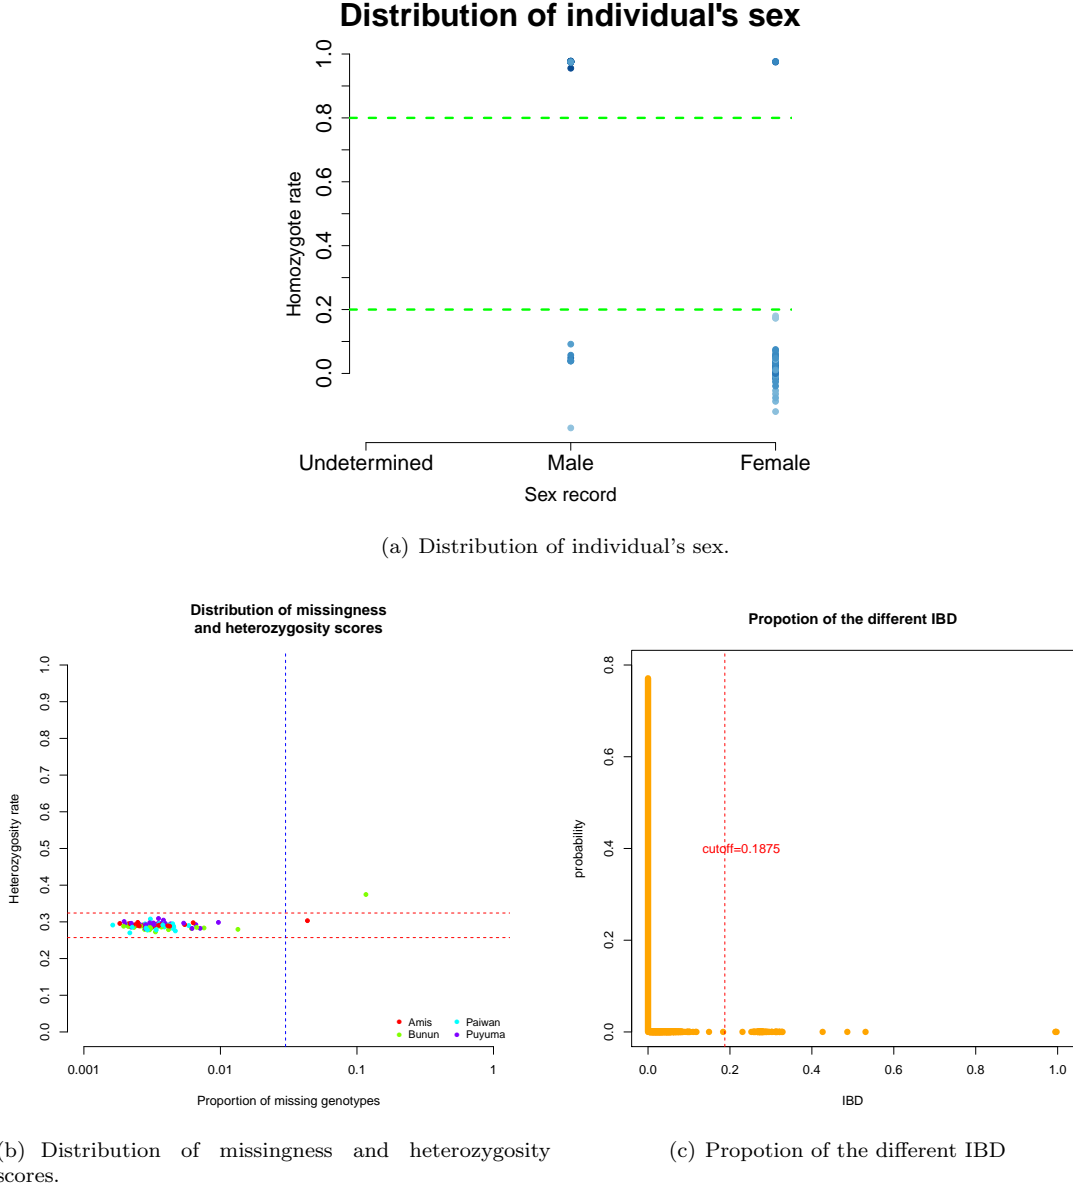 Distribution of individual's sex
Homozygote rate
1.0
0.8
0.6
0.4
0.2
0.0
Undetermined Male Female
Sex record
(a) Distribution of individual's sex.
Distribution of missingness
and heterozygosity scores
Heterozygosity rate
1.0
0.9
0.8
0.7
0.6
0.5
0.4
0.3
0.2
0.1
0.0
Amis Paiwan
Bunun Puyuma
0.001 0.01 0.1 1
Proportion of missing genotypes
(b) Distribution of missingness and heterozygosity
scores.
Propotion of the different IBD
probability
0.8
0.6
0.4
0.2
0.0
cutoff=0.1875
0.0 0.2 0.4 0.6 0.8 1.0
IBD
(c) Propotion of the different IBD